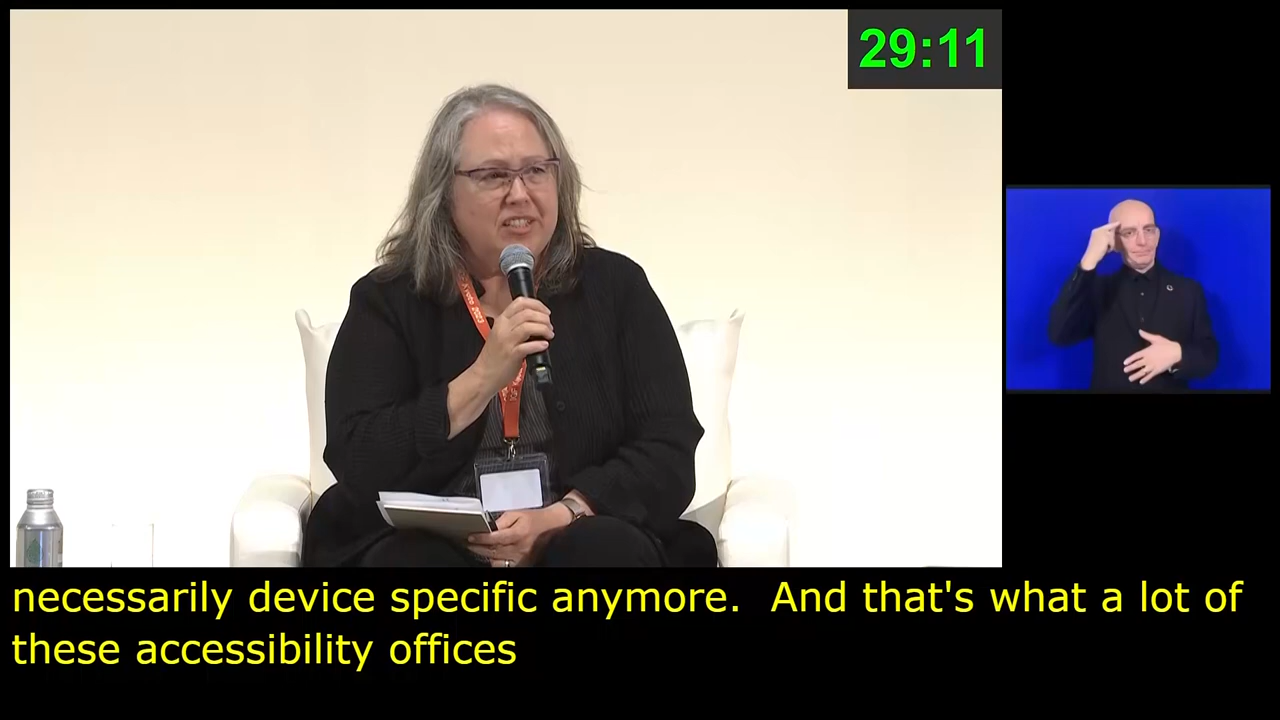 29:11
necessarily device specific anymore.  And that's what a lot of
these accessibility offices